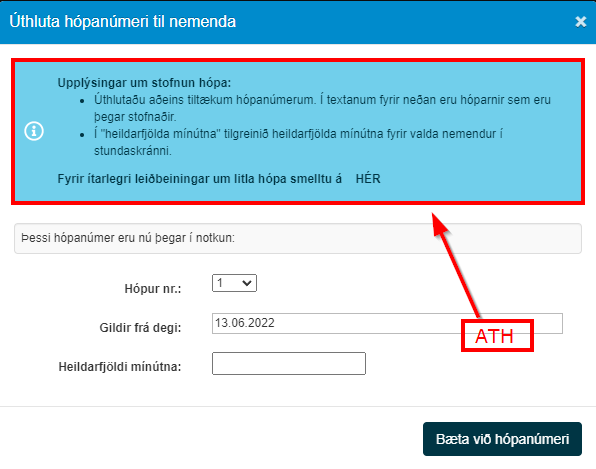 Úthluta hópanúmeri til nemenda ×
Upplýsingar um stofnun hópa:
• Úthlutaðu aðeins tiltækum hópanúmerum. Í textanum fyrir neðan eru hóparnir sem eru
þegar stofnaðir.
• Í "heildarfjölda mínútna" tilgreinið heildarfjölda mínútna fyrir valda nemendur í
stundaskránni.
Fyrir ítarlegri leiðbeiningar um litla hópa smelltu á HÉR
Þessi hópanúmer eru nú þegar í notkun:
Hópur nr.: 1
Gildir frá degi: 13.06.2022
ATH
Heildarfjöldi mínútna:
Bæta við hópanúmeri